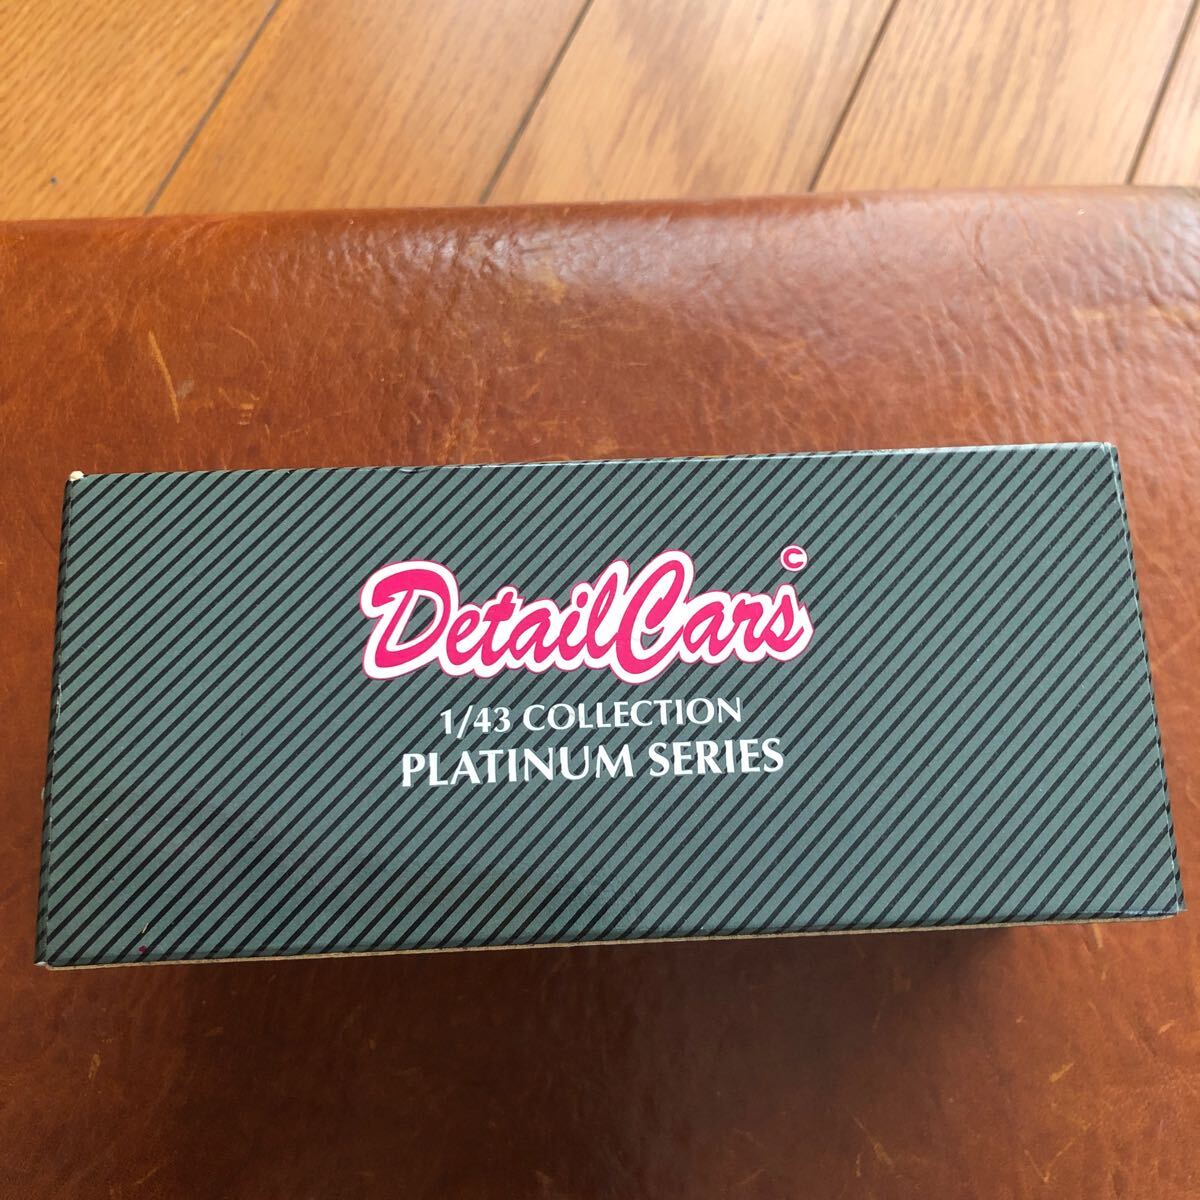 DetailCars ©
1/43 COLLECTION
PLATINUM SERIES